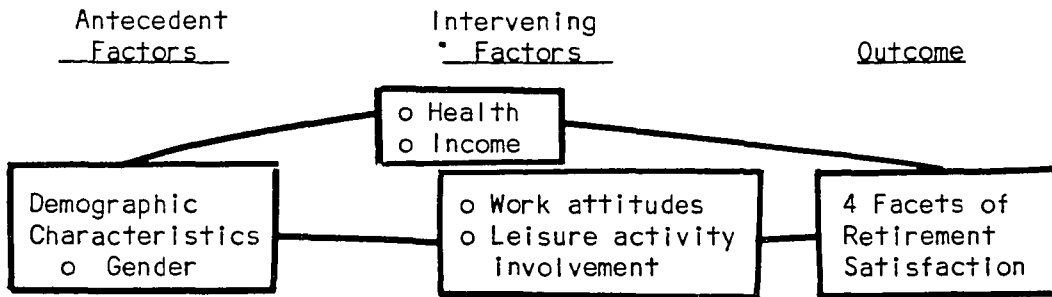 Antecedent
Factors
Intervening
Factors
Outcome
o Health
o Income
Demographic
Characteristics
o Gender
o Work attitudes
o Leisure activity
involvement
4 Facets of
Retirement
Satisfaction